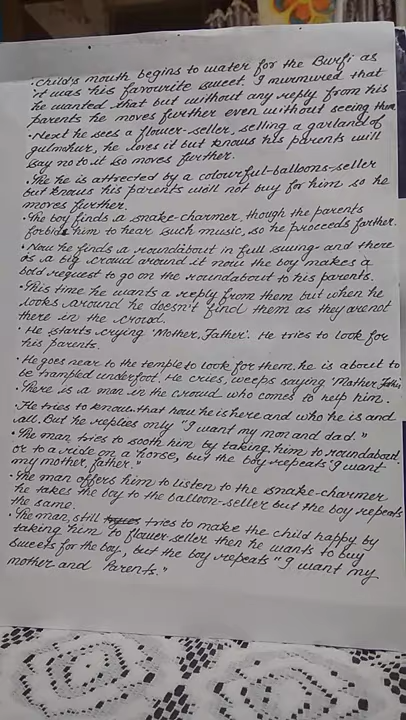 • Child's mouth begins to water for the Burfi as
it was his favourite sweet. I murmured that
he wanted that but without any reply from his
parents he moves further even without seeing them
• Next he sees a flower-seller, selling a garland of
gulmohur, he loves it but knows his parents will
say no to it so moves further.
• The he is attracted by a colourful-balloons-seller
but knows his parents will not buy for him so he
moves further.
• The boy finds a snake-charmer, though the parents
forbide him to hear such music, so he proceeds farther.
• Now he finds a roundabout in full swing and there
is a big crowd around it now the boy makes a
bold request to go on the roundabout to his parents.
• This time he wants a reply from them but when he
looks around he doesn't find them as they are not
there in the crowd.
• He starts crying 'Mother, Father'. He tries to look for
his parents.
• He goes near to the temple to look for them, he is about to
be trampled underfoot. He cries, weeps saying 'Mother, Father'
• There is a man in the crowd who comes to help him.
• He tries to know that how he is here and who he is and
all. But he replies only "I want my mom and dad."
• The man tries to sooth him by taking him to roundabout
or to a ride on a horse, but the boy repeats "I want
my mother, father."
• The man offers him to listen to the snake-charmer
he takes the boy to the balloon-seller but the boy repeats
the same.
• The man, still tries to make the child happy by
taking him to flower-seller then he wants to buy
sweets for the boy, but the boy repeats "I want my
mother and Parents."